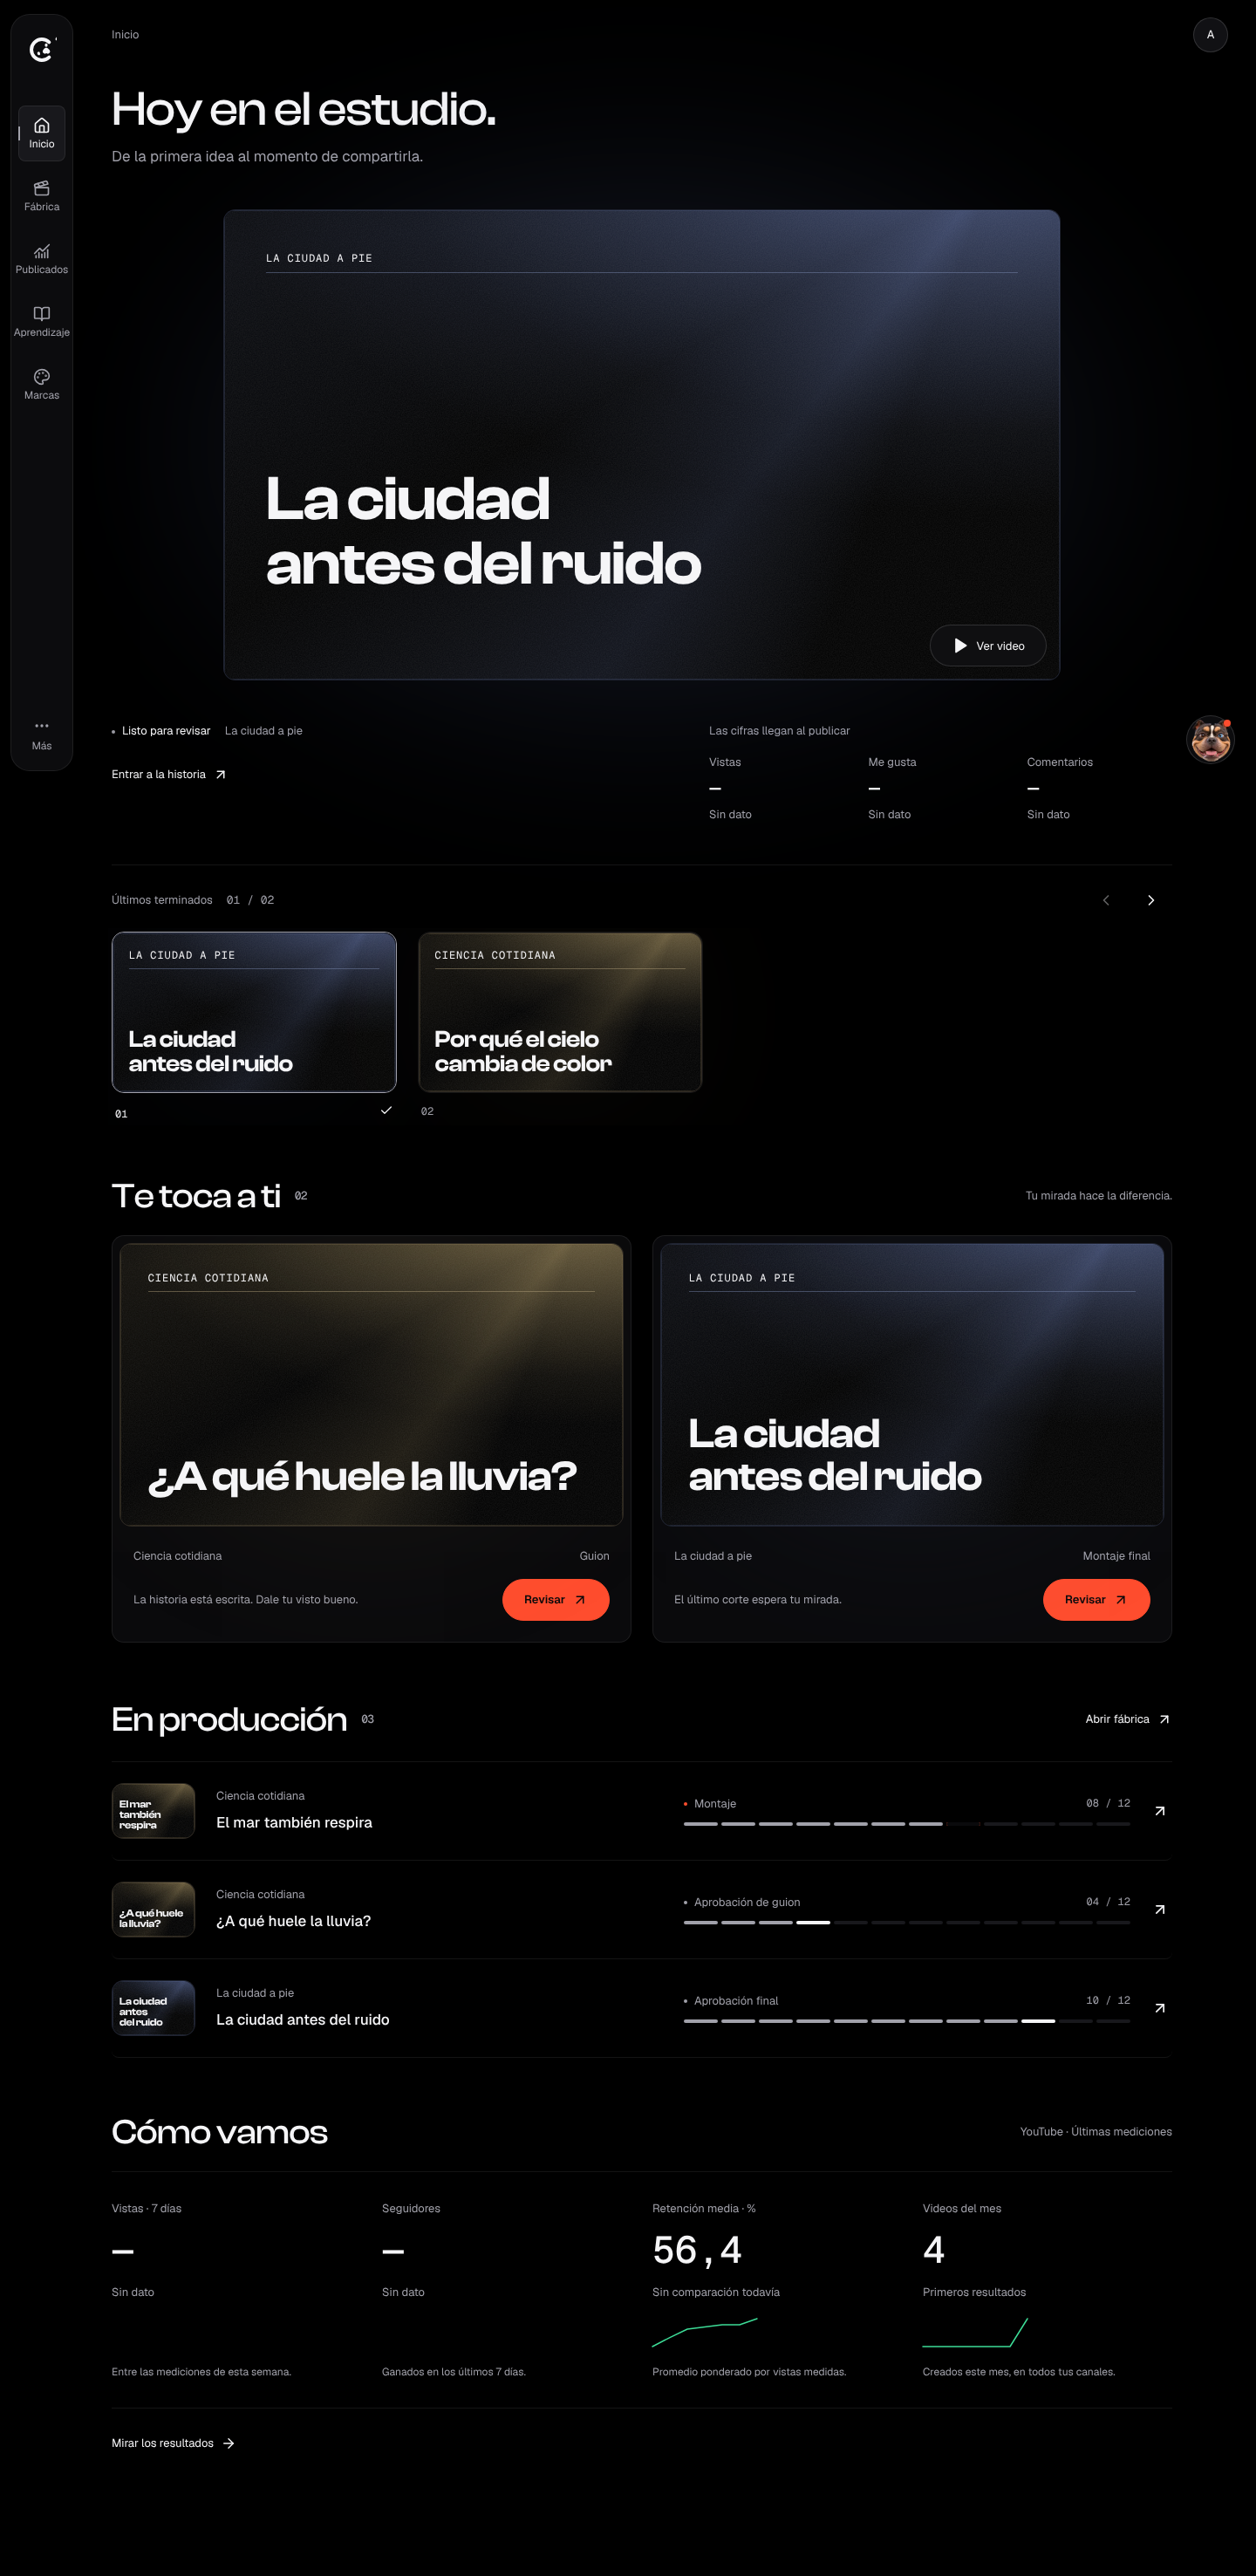 Inicio
A
Inicio
Fábrica
Publicados
Aprendizaje
Marcas
Más
Hoy en el estudio.
De la primera idea al momento de compartirla.
LA CIUDAD A PIE
La ciudad
antes del ruido
Ver video
Listo para revisar La ciudad a pie
Entrar a la historia
Las cifras llegan al publicar
Vistas Me gusta Comentarios
— — —
Sin dato Sin dato Sin dato
Últimos terminados 01 / 02
LA CIUDAD A PIE
La ciudad
antes del ruido
01
CIENCIA COTIDIANA
Por qué el cielo
cambia de color
02
Te toca a ti 02
Tu mirada hace la diferencia.
CIENCIA COTIDIANA
¿A qué huele la lluvia?
Ciencia cotidiana Guion
La historia está escrita. Dale tu visto bueno. Revisar
LA CIUDAD A PIE
La ciudad
antes del ruido
La ciudad a pie Montaje final
El último corte espera tu mirada. Revisar
En producción 03
Abrir fábrica
El mar
también
respira
Ciencia cotidiana
El mar también respira
Montaje 08 / 12
¿A qué huele
la lluvia?
Ciencia cotidiana
¿A qué huele la lluvia?
Aprobación de guion 04 / 12
La ciudad
antes
del ruido
La ciudad a pie
La ciudad antes del ruido
Aprobación final 10 / 12
Cómo vamos
YouTube · Últimas mediciones
Vistas · 7 días
—
Sin dato
Entre las mediciones de esta semana.
Seguidores
—
Sin dato
Ganados en los últimos 7 días.
Retención media · %
56,4
Sin comparación todavía
Promedio ponderado por vistas medidas.
Videos del mes
4
Primeros resultados
Creados este mes, en todos tus canales.
Mirar los resultados